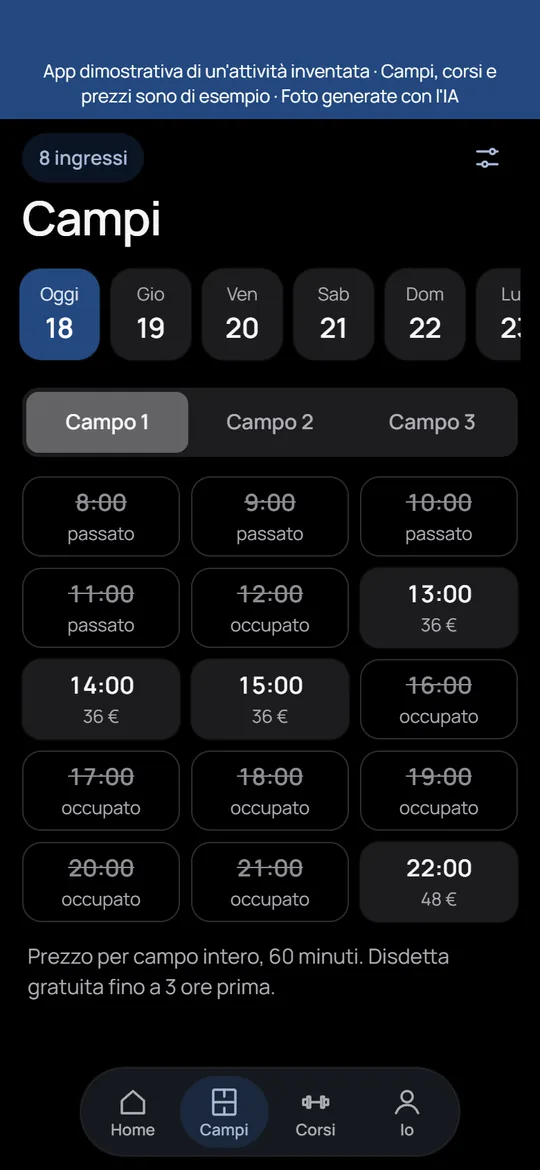 App dimostrativa di un'attività inventata · Campi, corsi e
prezzi sono di esempio · Foto generate con l'IA
8 ingressi
Campi
Oggi
18
Gio
19
Ven
20
Sab
21
Dom
22
Campo 1
Campo 2
Campo 3
8:00
passato
9:00
passato
10:00
passato
11:00
passato
12:00
occupato
13:00
36 €
14:00
36 €
15:00
36 €
16:00
occupato
17:00
occupato
18:00
occupato
19:00
occupato
20:00
occupato
21:00
occupato
22:00
48 €
Prezzo per campo intero, 60 minuti. Disdetta
gratuita fino a 3 ore prima.
Home
Campi
Corsi
Io